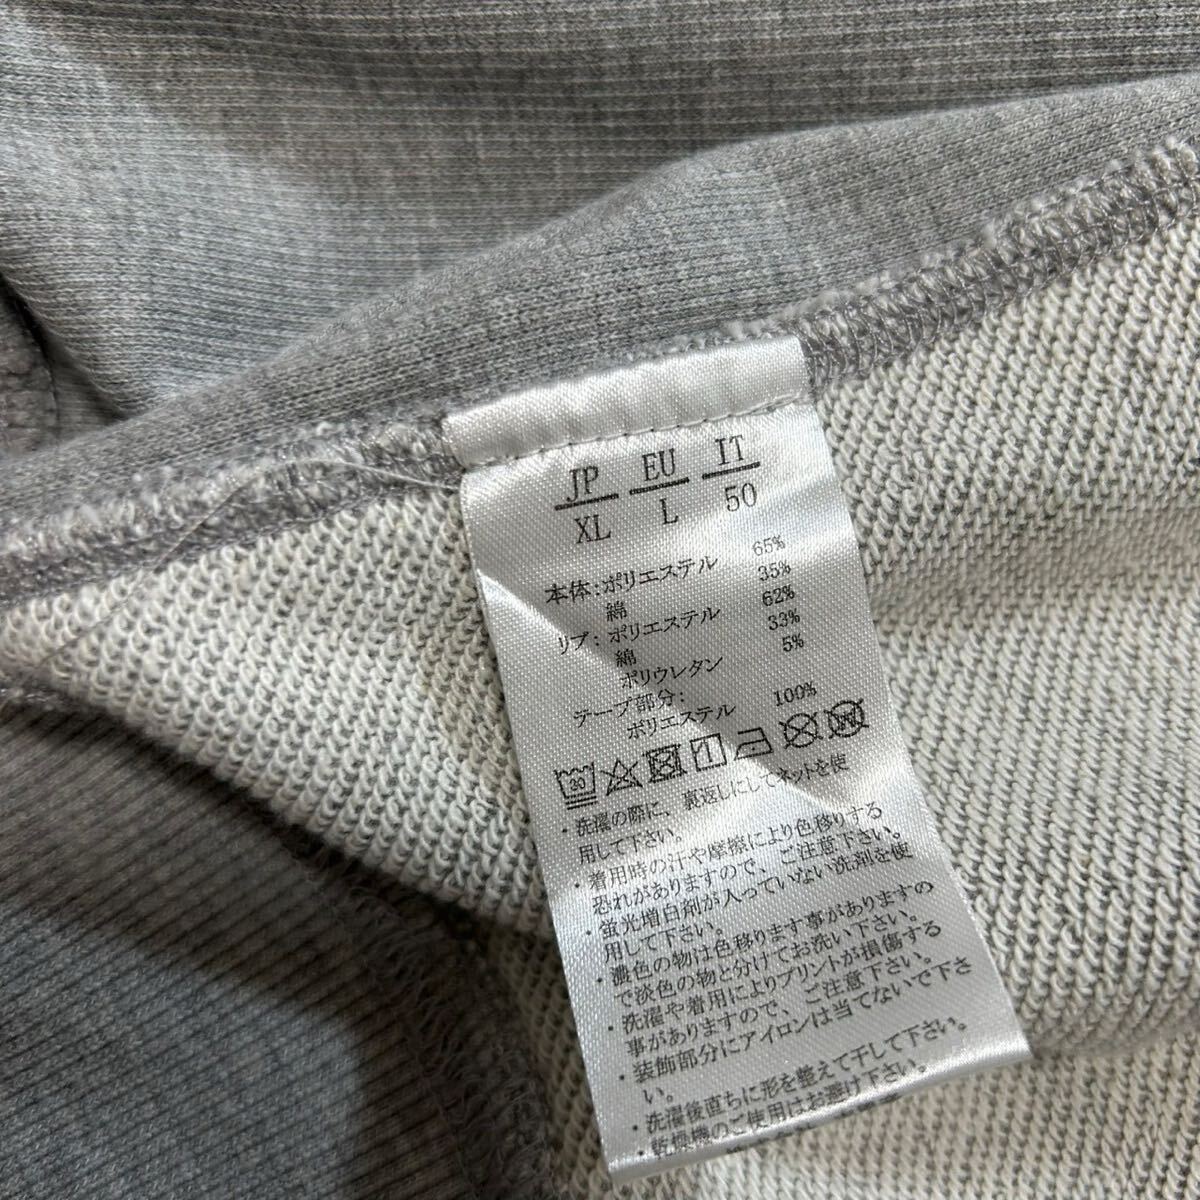 JP EU IT
XL L 50
本体:ポリエステル 65%
綿 35%
リブ:ポリエステル 62%
綿 33%
ポリウレタン 5%
テープ部分:
ポリエステル 100%
30
・洗濯の際に、裏返しにしてネットを使
用して下さい。
・着用時の汗や摩擦により色移りする
恐れがありますので、ご注意下さい。
・蛍光増白剤が入っていない洗剤を使
用して下さい。
・濃色の物は色移ります事がありますの
で淡色の物と分けてお洗い下さい。
・洗濯や着用によりプリントが損傷する
事がありますので、ご注意下さい。
・装飾部分にアイロンは当てないで下さ
い。
・洗濯後直ちに形を整えて干して下さい。
・乾燥機のご使用はお避け下さい。